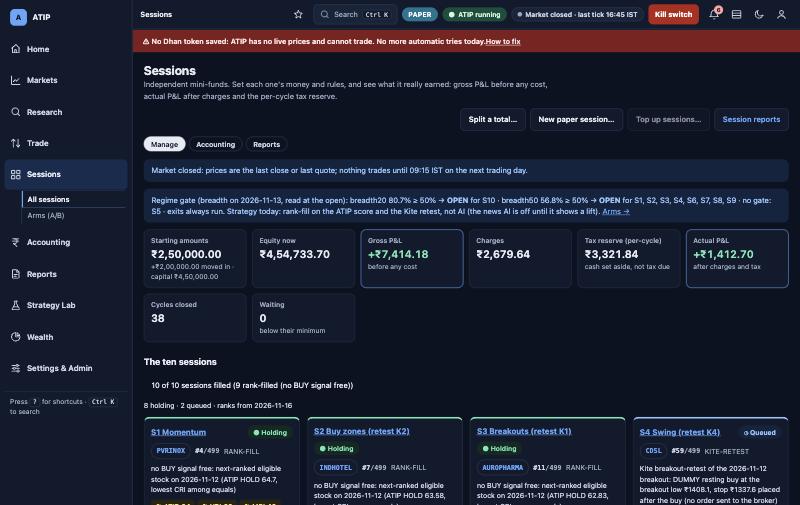 A ATIP
Sessions
Search Ctrl K
PAPER
ATIP running
Market closed · last tick 16:45 IST
Kill switch
6
⚠ No Dhan token saved: ATIP has no live prices and cannot trade. No more automatic tries today. How to fix
Home
Markets
Research
Trade
Sessions
All sessions
Arms (A/B)
Accounting
Reports
Strategy Lab
Wealth
Settings & Admin
Press ? for shortcuts · Ctrl K
to search
Sessions
Independent mini-funds. Set each one's money and rules, and see what it really earned: gross P&L before any cost,
actual P&L after charges and the per-cycle tax reserve.
Split a total...
New paper session...
Top up sessions...
Session reports
Manage
Accounting
Reports
Market closed: prices are the last close or last quote; nothing trades until 09:15 IST on the next trading day.
Regime gate (breadth on 2026-11-13, read at the open): breadth20 80.7% ≥ 50% → OPEN for S10 · breadth50 56.8% ≥ 50% → OPEN for S1, S2, S3, S4, S6, S7, S8, S9 · no gate:
S5 · exits always run. Strategy today: rank-fill on the ATIP score and the Kite retest, not AI (the news AI is off until it shows a lift). Arms →
Starting amounts
₹2,50,000.00
+₹2,00,000.00 moved in ·
capital ₹4,50,000.00
Equity now
₹4,54,733.70
Gross P&L
+₹7,414.18
before any cost
Charges
₹2,679.64
Tax reserve (per-cycle)
₹3,321.84
cash set aside, not tax due
Actual P&L
+₹1,412.70
after charges and tax
Cycles closed
38
Waiting
0
below their minimum
The ten sessions
10 of 10 sessions filled (9 rank-filled (no BUY signal free))
8 holding · 2 queued · ranks from 2026-11-16
S1 Momentum
Holding
PVRINOX #4/499 RANK-FILL
no BUY signal free: next-ranked eligible
stock on 2026-11-12 (ATIP HOLD 64.7,
lowest CRI among equals)
S2 Buy zones (retest K2)
Holding
INDHOTEL #7/499 RANK-FILL
no BUY signal free: next-ranked eligible
stock on 2026-11-12 (ATIP HOLD 63.58,
S3 Breakouts (retest K1)
Holding
AUROPHARMA #11/499 RANK-FILL
no BUY signal free: next-ranked eligible
stock on 2026-11-12 (ATIP HOLD 62.83,
S4 Swing (retest K4)
Queued
CDSL #59/499 KITE-RETEST
Kite breakout-retest of the 2026-11-12
breakout: DUMMY resting buy at the
breakout low ₹1408.1, stop ₹1337.6 placed
after the buy (no order sent to the broker)